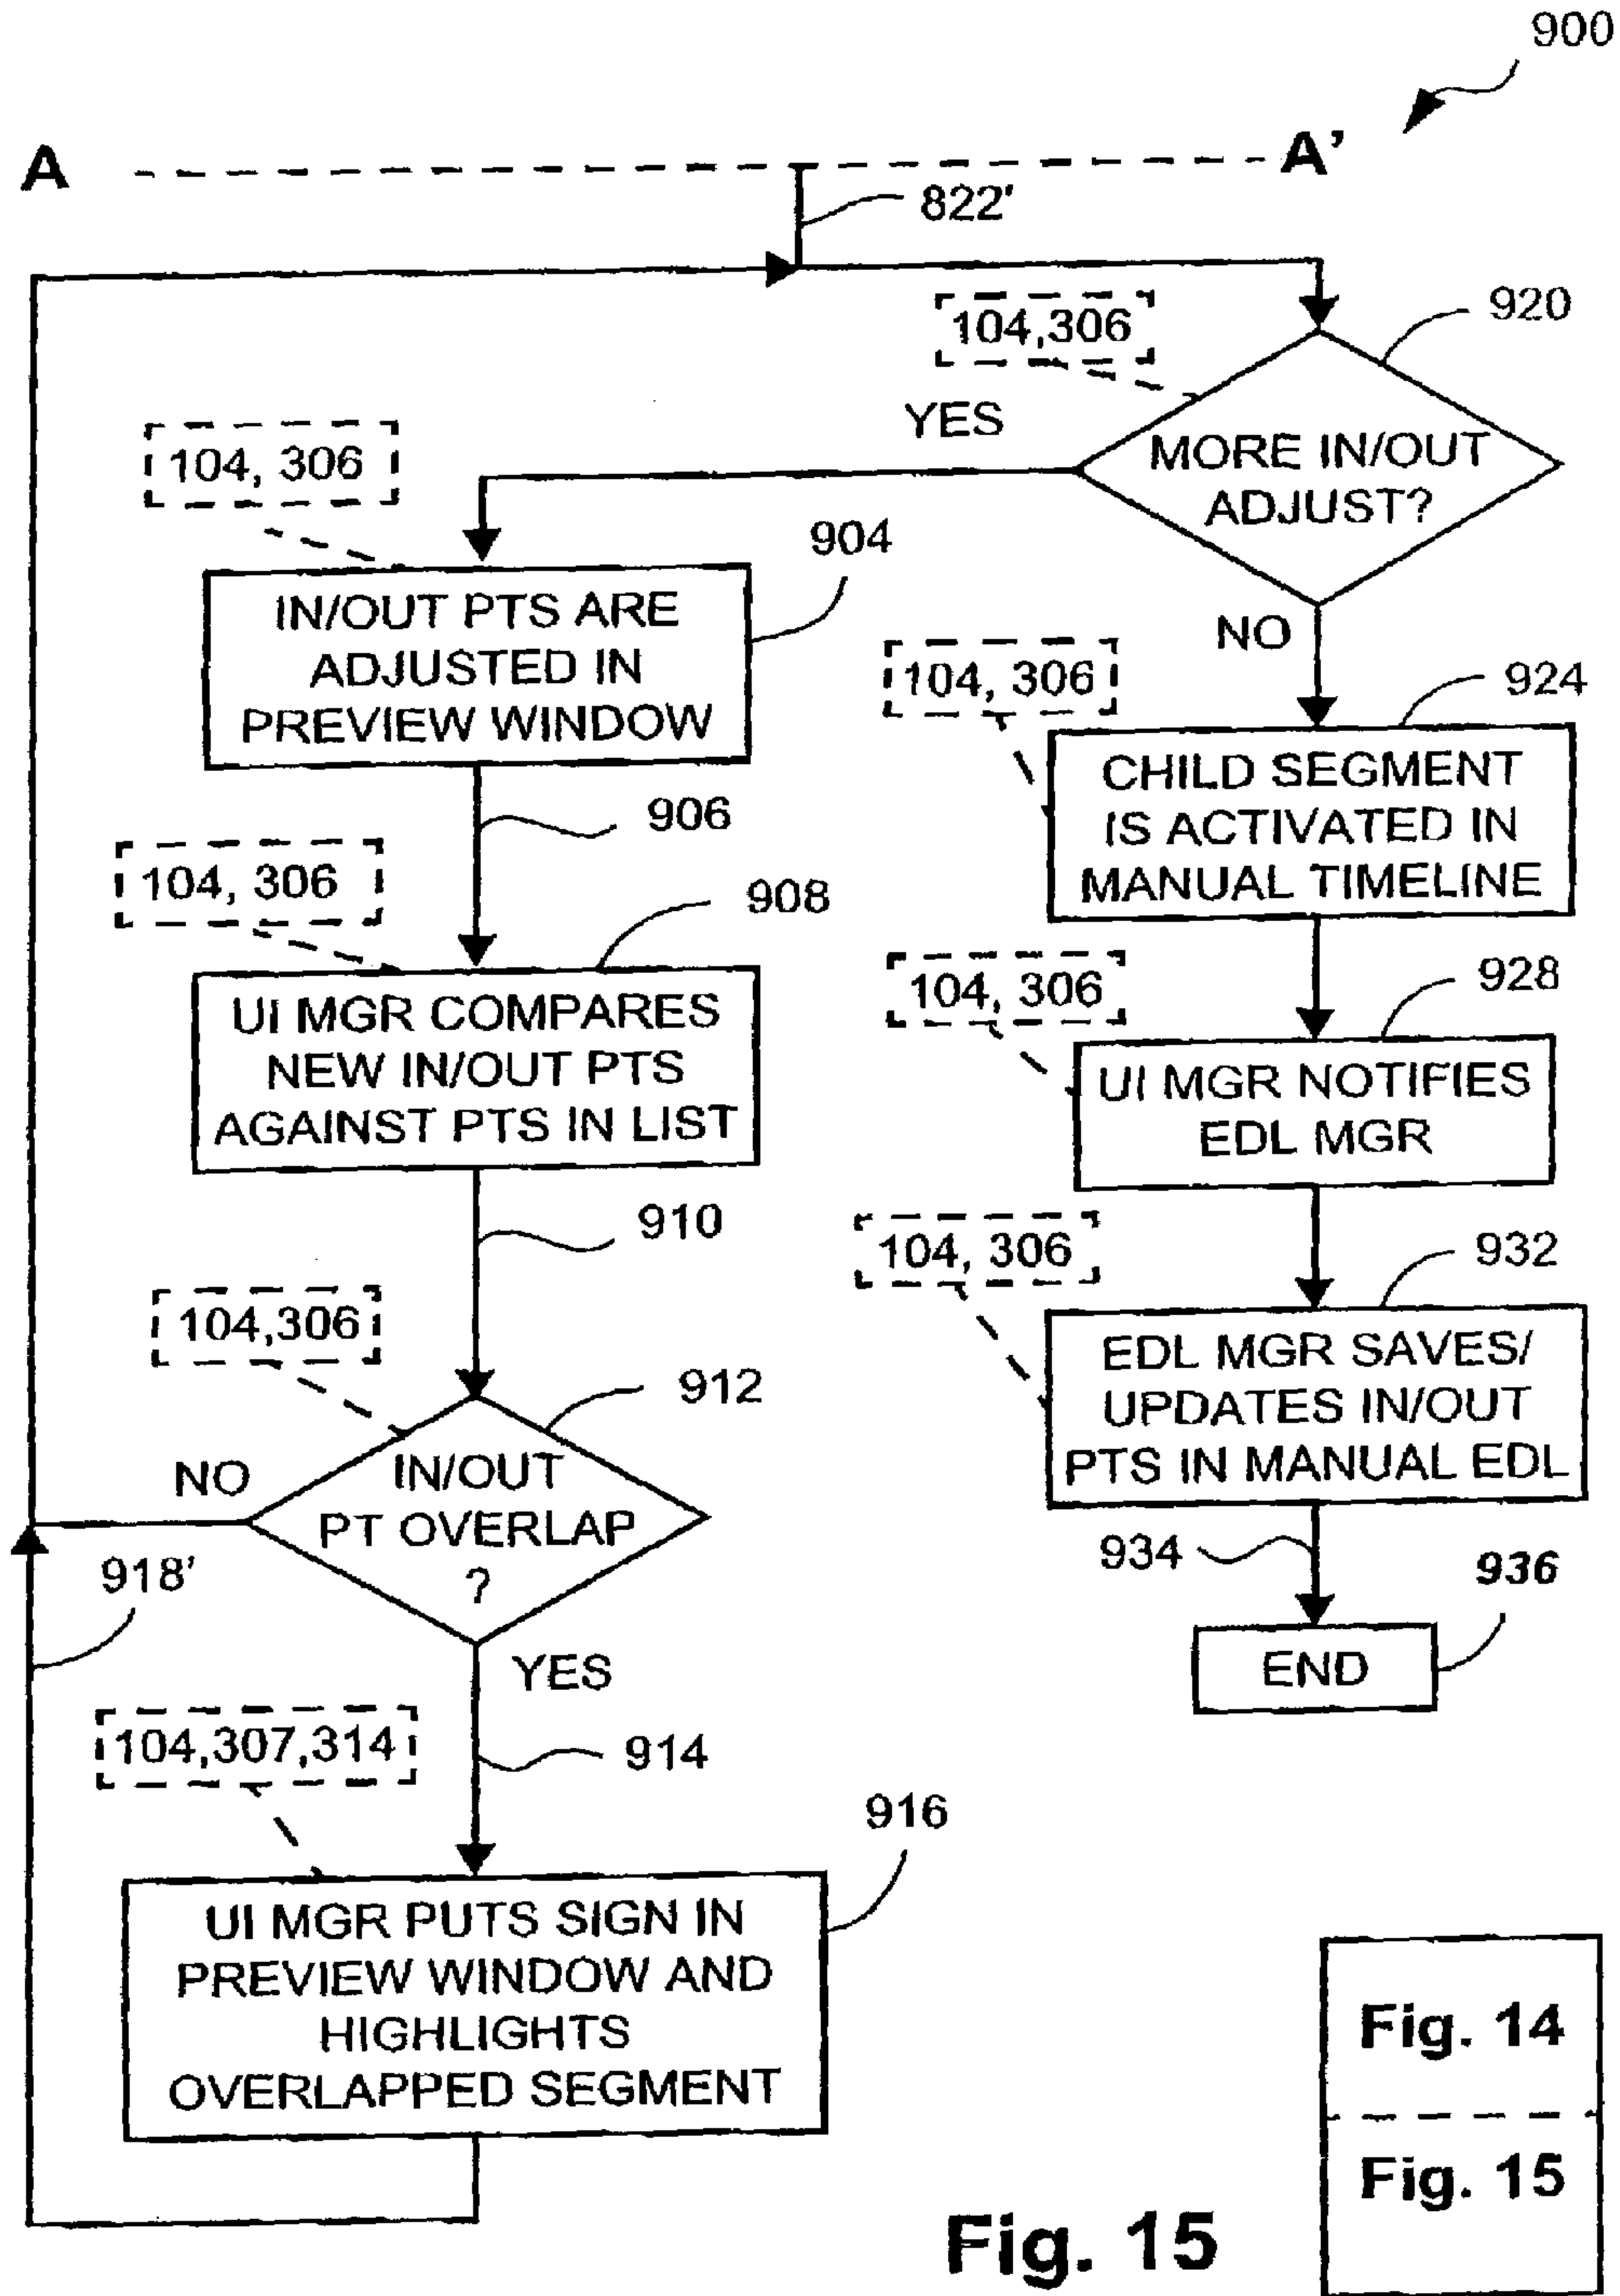 900
A
A'
822'
104,306
920
YES
MORE IN/OUT
ADJUST?
104, 306
904
IN/OUT PTS ARE
ADJUSTED IN
PREVIEW WINDOW
NO
104, 306
924
CHILD SEGMENT
IS ACTIVATED IN
MANUAL TIMELINE
906
104, 306
908
UI MGR COMPARES
NEW IN/OUT PTS
AGAINST PTS IN LIST
104, 306
928
UI MGR NOTIFIES
EDL MGR
910
104, 306
932
EDL MGR SAVES/
UPDATES IN/OUT
PTS IN MANUAL EDL
104,306
912
NO
IN/OUT
PT OVERLAP
?
934
936
END
918'
YES
104,307,314
914
916
UI MGR PUTS SIGN IN
PREVIEW WINDOW AND
HIGHLIGHTS
OVERLAPPED SEGMENT
Fig. 14
Fig. 15
Fig. 15